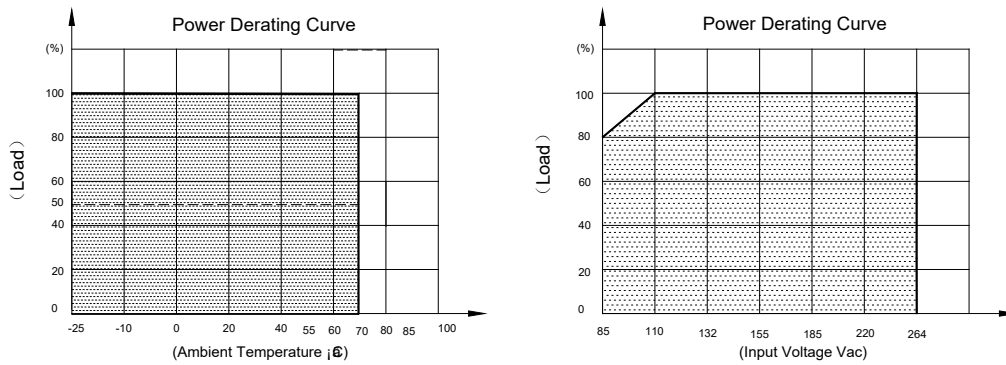 Power Derating Curve
(%)
100
80
60
50
40
20
0
（Load）
-25 -10 0 20 40 55 60 70 80 85 100
(Ambient Temperature ¡æC)
Power Derating Curve
(%)
100
80
60
40
20
0
（Load）
85 110 132 155 185 220 264
(Input Voltage Vac)